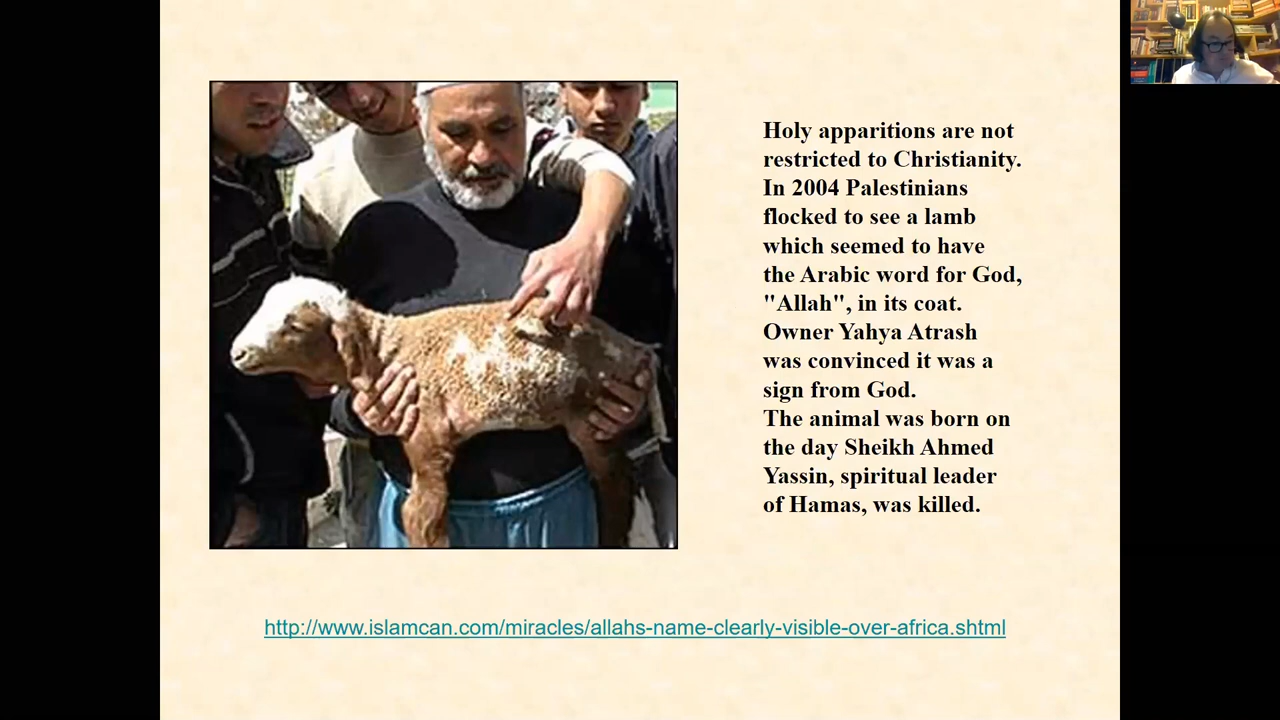 Holy apparitions are not
restricted to Christianity.
In 2004 Palestinians
flocked to see a lamb
which seemed to have
the Arabic word for God,
"Allah", in its coat.
Owner Yahya Atrash
was convinced it was a
sign from God.
The animal was born on
the day Sheikh Ahmed
Yassin, spiritual leader
of Hamas, was killed.
http://www.islamcan.com/miracles/allahs-name-clearly-visible-over-africa.shtml